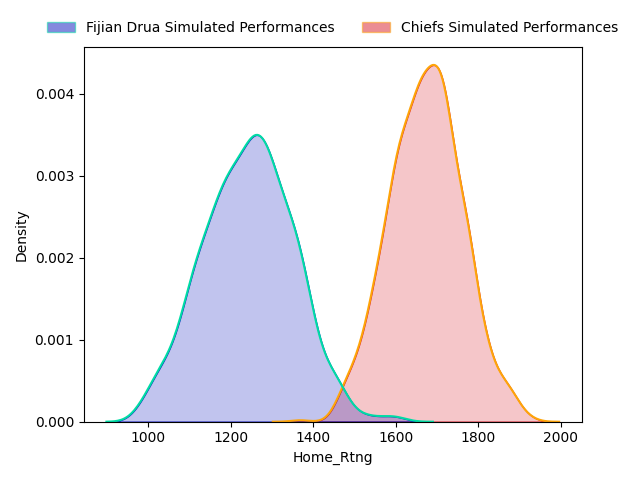 Fijian Drua Simulated Performances Chiefs Simulated Performances
0.004
0.003
0.002
0.001
0.000
Density
1000 1200 1400 1600 1800 2000
Home_Rtng